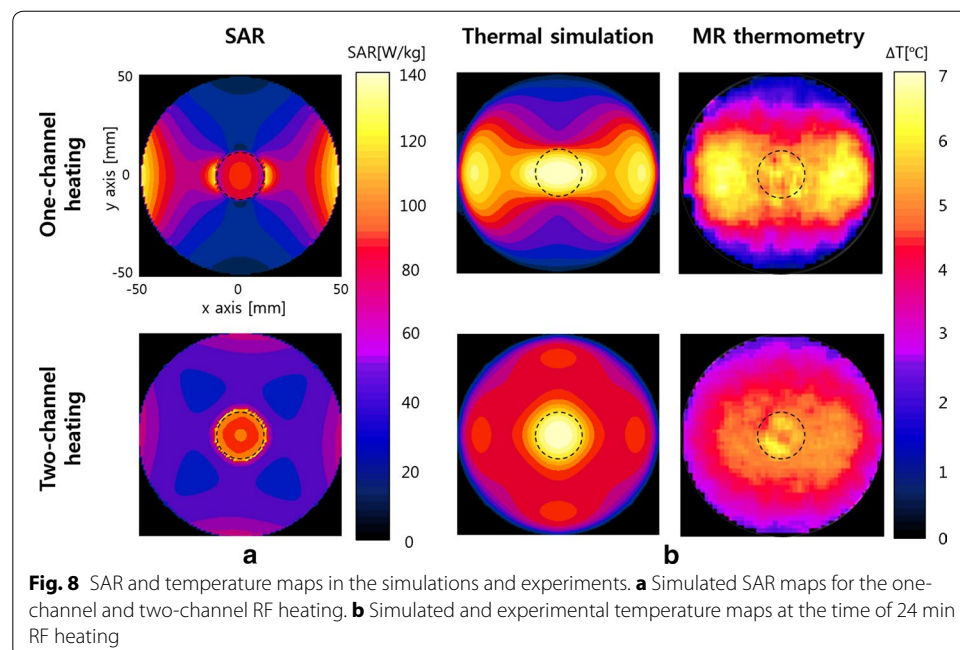 SAR
Thermal simulation
MR thermometry
SAR[W/kg]
ΔT[℃]
One-channel
heating
y axis [mm]
50
0
-50
-50
0
50
x axis [mm]
140
120
100
80
60
40
20
0
7
6
5
4
3
2
1
0
Two-channel
heating
a
b
Fig. 8 SAR and temperature maps in the simulations and experiments. a Simulated SAR maps for the one-
channel and two-channel RF heating. b Simulated and experimental temperature maps at the time of 24 min
RF heating